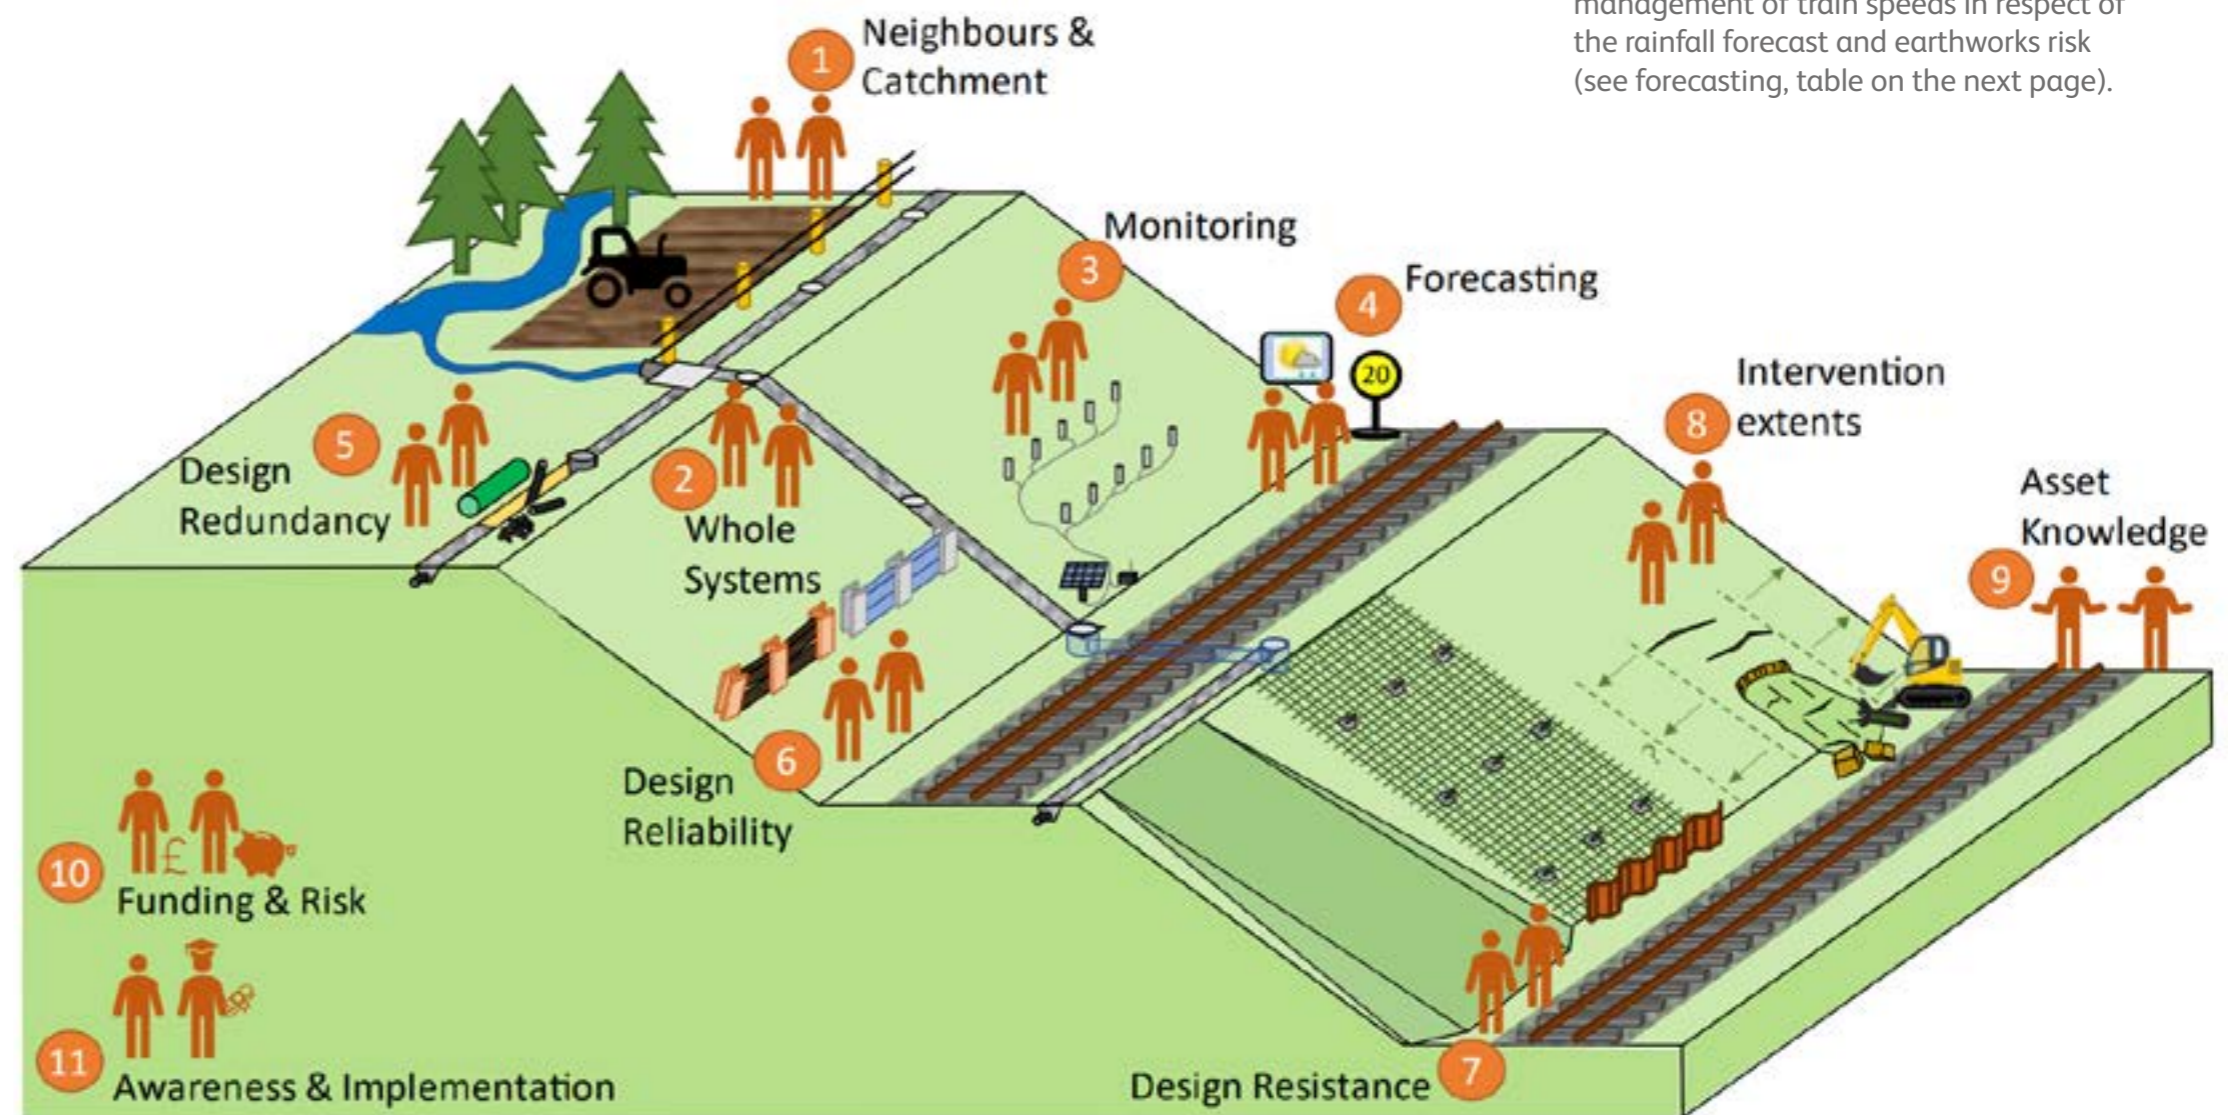 management of train speeds in respect of
the rainfall forecast and earthworks risk
(see forecasting, table on the next page).
1
Neighbours &
Catchment
Monitoring
3
4
Forecasting
20
Intervention
8
extents
5
Design
Redundancy
2
Whole
Systems
Asset
Knowledge
9
6
Design
Reliability
£
10
Funding & Risk
11
Awareness & Implementation
7
Design Resistance
?